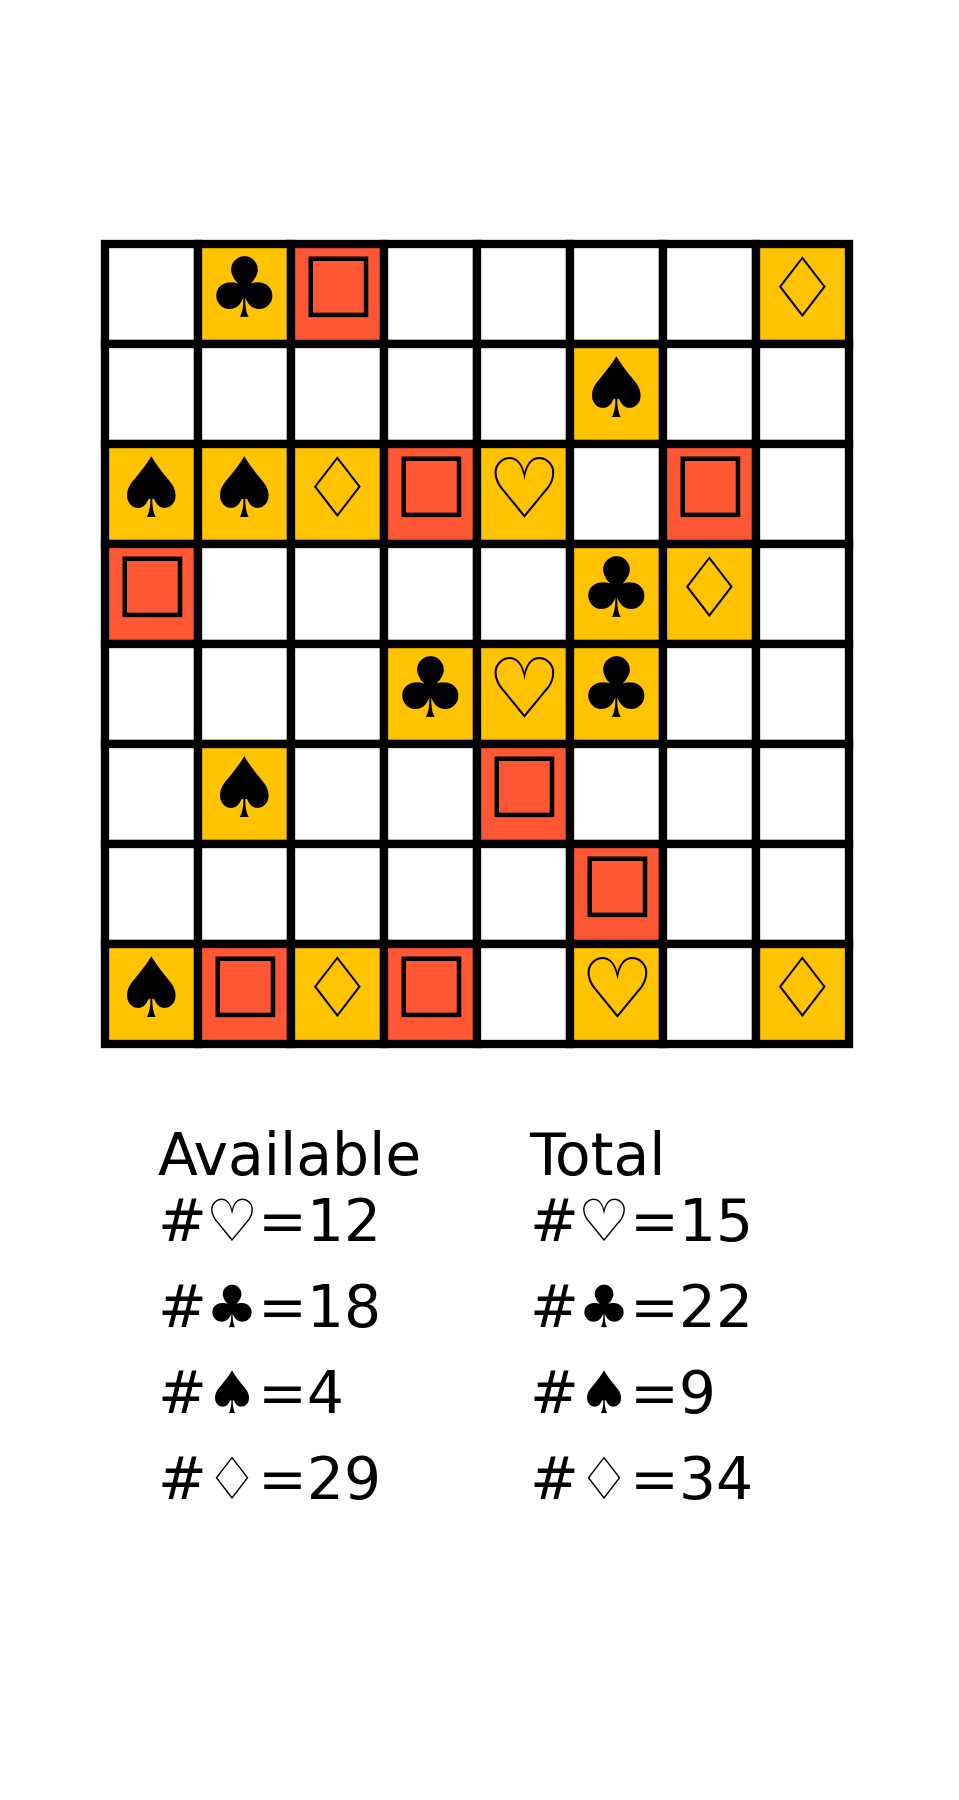 ♣ □ ♢
♠
♠ ♠ ♢ □ ♡ □
□ ♣ ♢
♣ ♡ ♣
♠ □
□
♠ □ ♢ □ ♡ ♢
Available Total
#♡=12 #♡=15
#♣=18 #♣=22
#♠=4 #♠=9
#♢=29 #♢=34